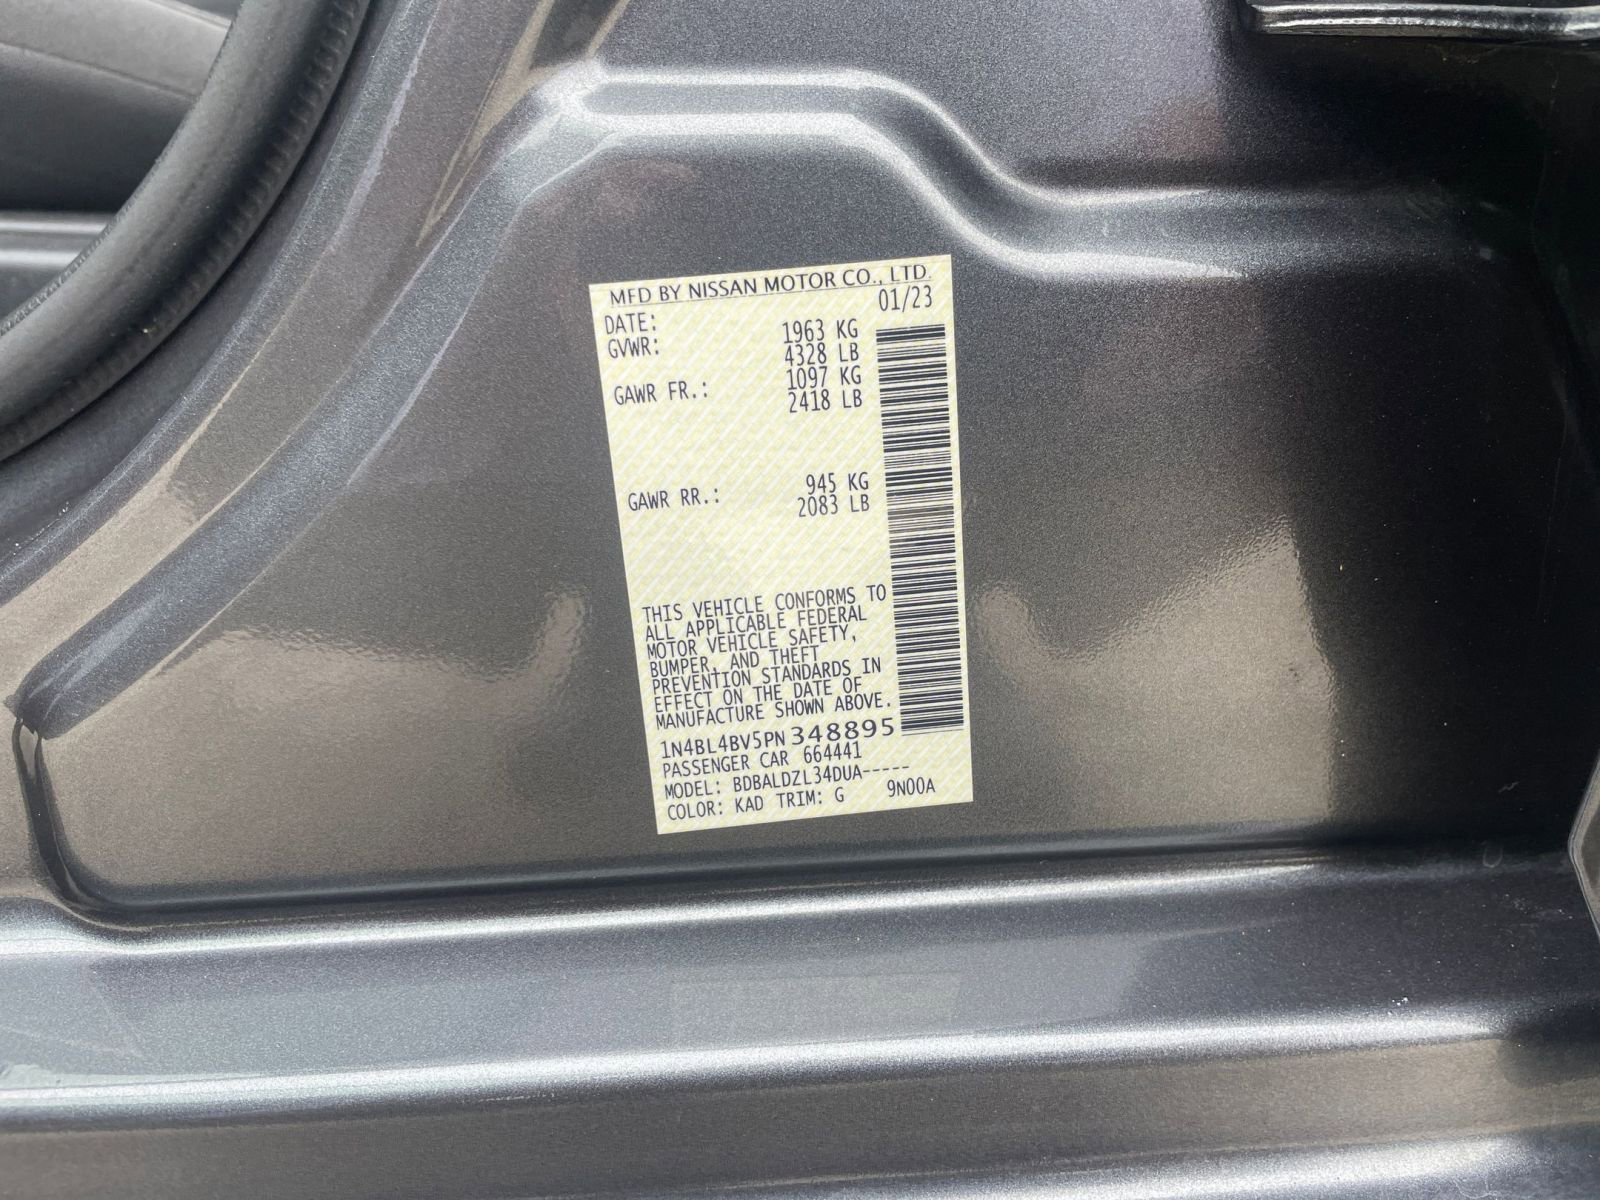 MFD BY NISSAN MOTOR CO., LTD.
DATE: 01/23
GVWR: 1963 KG
4328 LB
GAWR FR.: 1097 KG
2418 LB
GAWR RR.: 945 KG
2083 LB
THIS VEHICLE CONFORMS TO
ALL APPLICABLE FEDERAL
MOTOR VEHICLE SAFETY,
BUMPER, AND THEFT
PREVENTION STANDARDS IN
EFFECT ON THE DATE OF
MANUFACTURE SHOWN ABOVE.
1N4BL4BV5PN348895
PASSENGER CAR 664441
MODEL: BDBALDZL34DUA-----
COLOR: KAD TRIM: G 9N00A